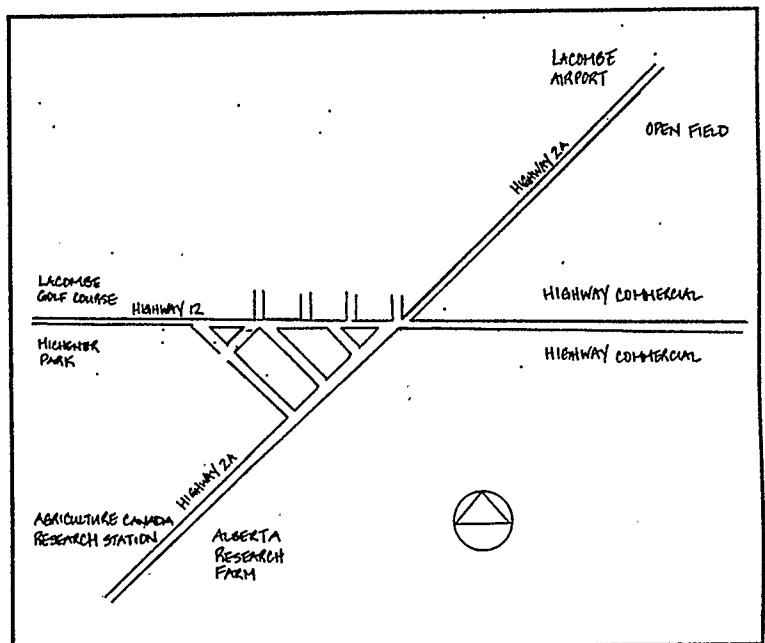 LACOMBE
AIRPORT
OPEN FIELD
HIGHWAY 2A
LACOMBE
GOLF COURSE
HIGHWAY 12
HIGHWAY COMMERCIAL
MICHENER
PARK
HIGHWAY COMMERCIAL
HIGHWAY 2A
AGRICULTURE CANADA
RESEARCH STATION
ALBERTA
RESEARCH
FARM